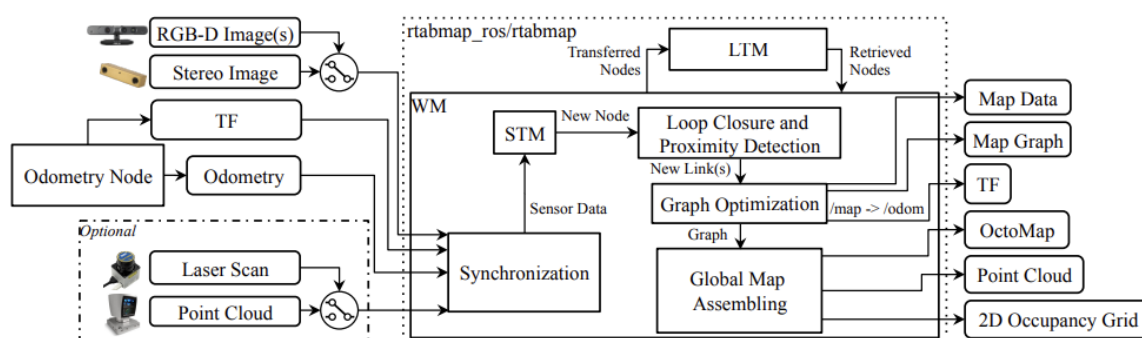 RGB-D Image(s)
Stereo Image
TF
Odometry Node
Odometry
Optional
Laser Scan
Point Cloud
rtabmap_ros/rtabmap
Transferred
Nodes
LTM
Retrieved
Nodes
WM
STM
New Node
Loop Closure and
Proximity Detection
New Link(s)
Graph Optimization
/map -> /odom
Sensor Data
Graph
Synchronization
Global Map
Assembling
Map Data
Map Graph
TF
OctoMap
Point Cloud
2D Occupancy Grid